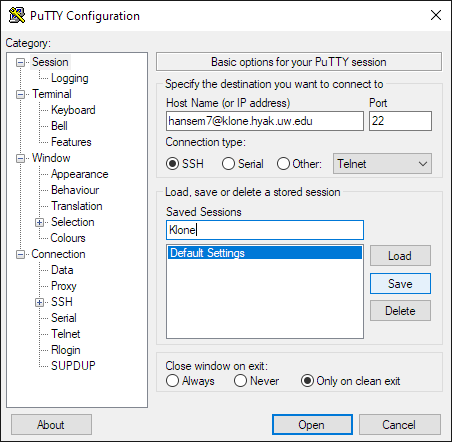 PuTTY Configuration
Category:
Session
Logging
Terminal
Keyboard
Bell
Features
Window
Appearance
Behaviour
Translation
Selection
Colours
Connection
Data
Proxy
SSH
Serial
Telnet
Rlogin
SUPDUP
Basic options for your PuTTY session
Specify the destination you want to connect to
Host Name (or IP address) Port
hansem7@klone.hyak.uw.edu 22
Connection type:
SSH Serial Other: Telnet
Load, save or delete a stored session
Saved Sessions
Klone
Default Settings
Load
Save
Delete
Close window on exit:
Always Never Only on clean exit
About Open Cancel